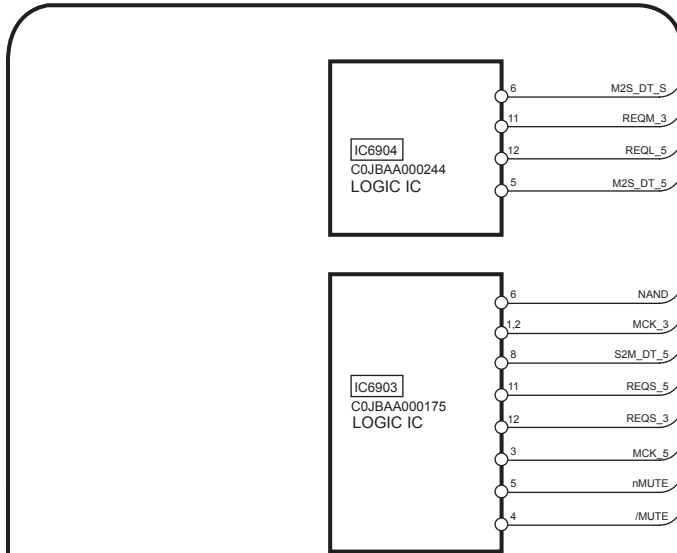 6 M2S_DT_S
11 REQM_3
12 REQL_5
5 M2S_DT_5
IC6904
C0JBAA000244
LOGIC IC
6 NAND
1,2 MCK_3
8 S2M_DT_5
11 REQS_5
12 REQS_3
3 MCK_5
5 nMUTE
4 /MUTE
IC6903
C0JBAA000175
LOGIC IC